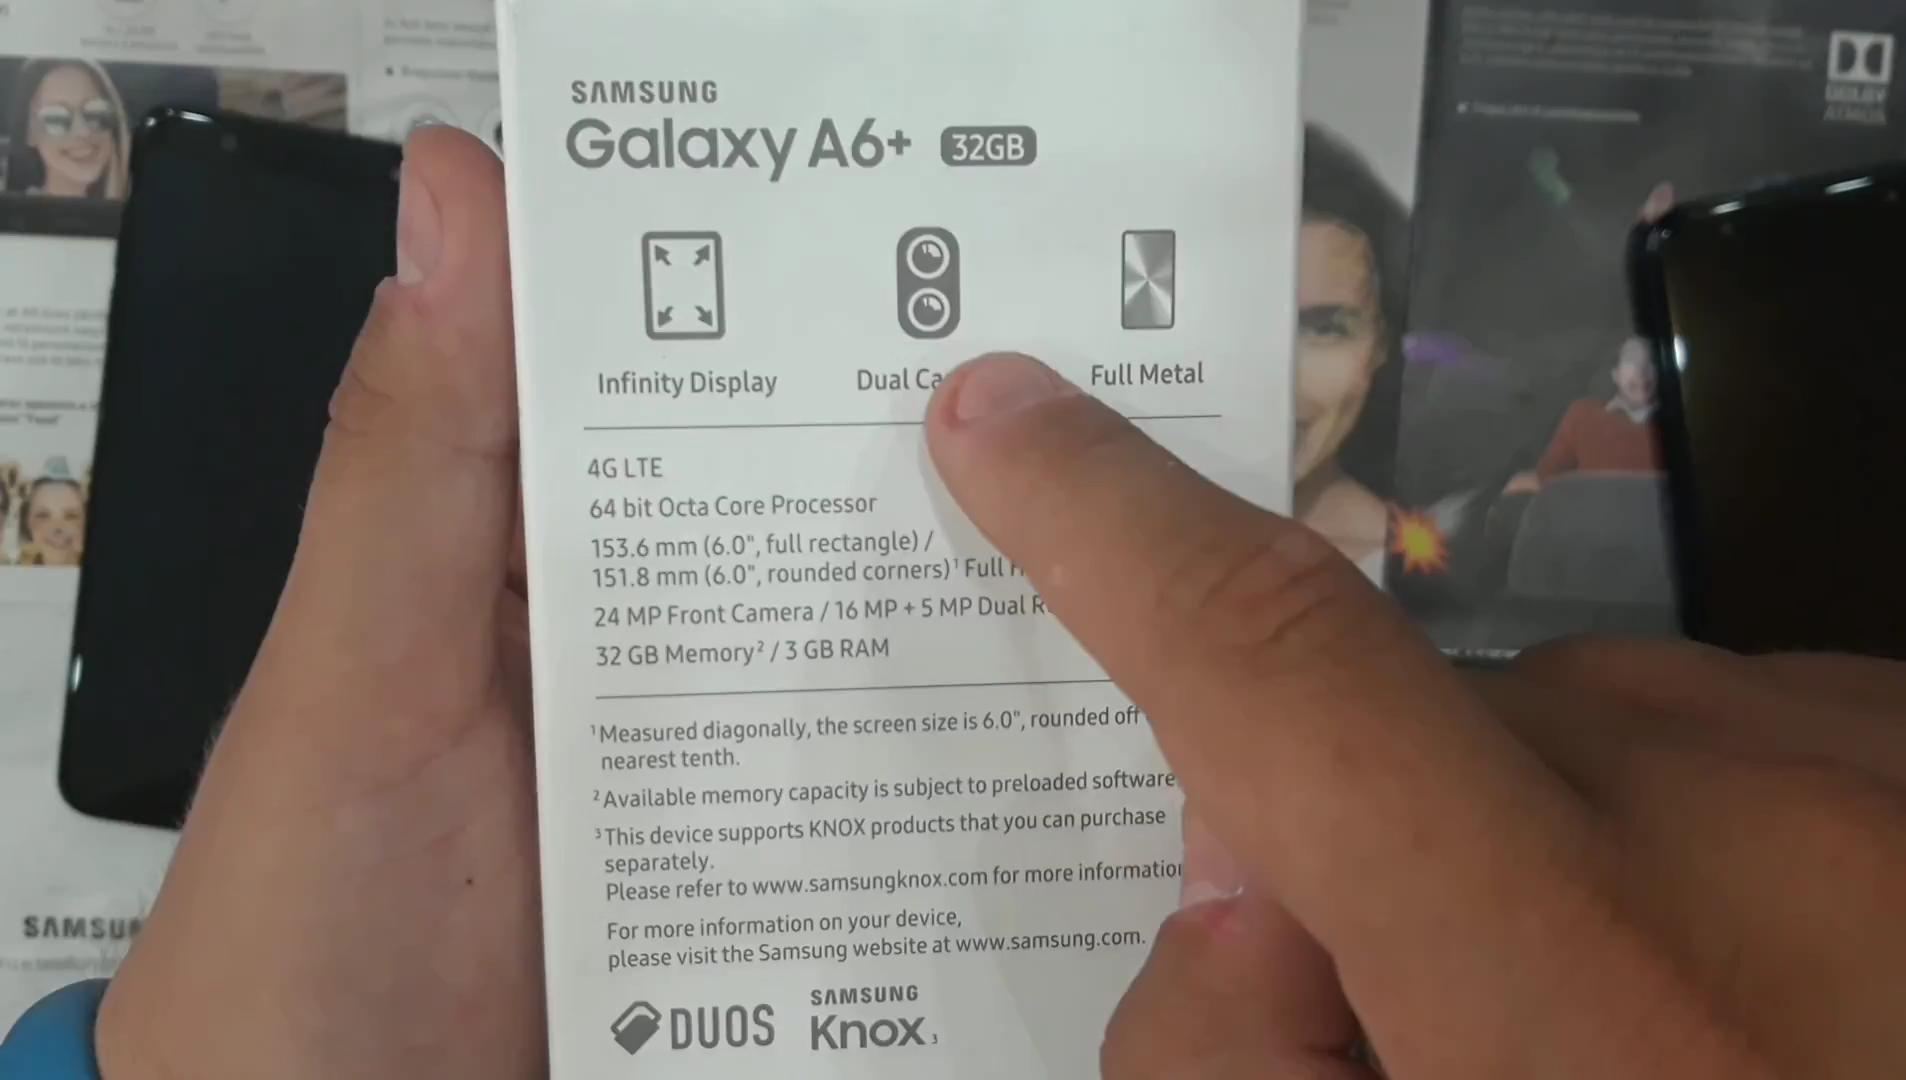 SAMSUNG
Galaxy A6+ 32GB
Infinity Display
Dual
Full Metal
4G LTE
64 bit Octa Core Processor
153.6 mm (6.0", full rectangle) /
151.8 mm (6.0", rounded corners)¹ Full
24 MP Front Camera / 16 MP + 5 MP Dual
32 GB Memory² / 3 GB RAM
¹Measured diagonally, the screen size is 6.0", rounded off
nearest tenth.
²Available memory capacity is subject to preloaded software
³This device supports KNOX products that you can purchase
separately.
Please refer to www.samsungknox.com for more
For more information on your device,
please visit the Samsung website at www.samsung.com.
DUOS
SAMSUNG
Knox 3
DOLBY
ATMOS